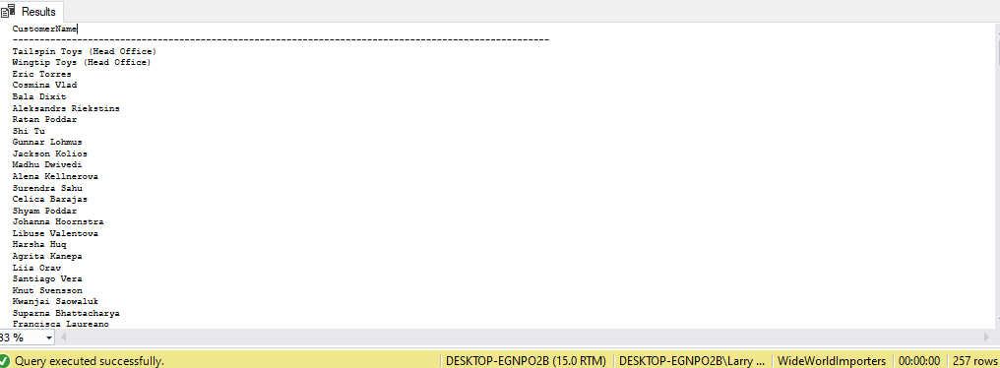 Results
CustomerName
----------------------------------------------------------------------------------------------------
Tailspin Toys (Head Office)
Wingtip Toys (Head Office)
Eric Torres
Cosmina Vlad
Bala Dixit
Aleksandrs Riekstins
Ratan Poddar
Shi Tu
Gunnar Lohmus
Jackson Kolios
Madhu Dwivedi
Alena Kellnerova
Surendra Sahu
Celica Barajas
Shyam Poddar
Johanna Hoornstra
Libuse Valentova
Harsha Huq
Agrita Kanepa
Liia Orav
Santiago Vera
Knut Svensson
Kwanjai Saowaluk
Suparna Bhattacharya
Francisca Laureano
83 %
Query executed successfully. DESKTOP-EGNPO2B (15.0 RTM) DESKTOP-EGNPO2B\Larry ... WideWorldImporters 00:00:00 257 rows